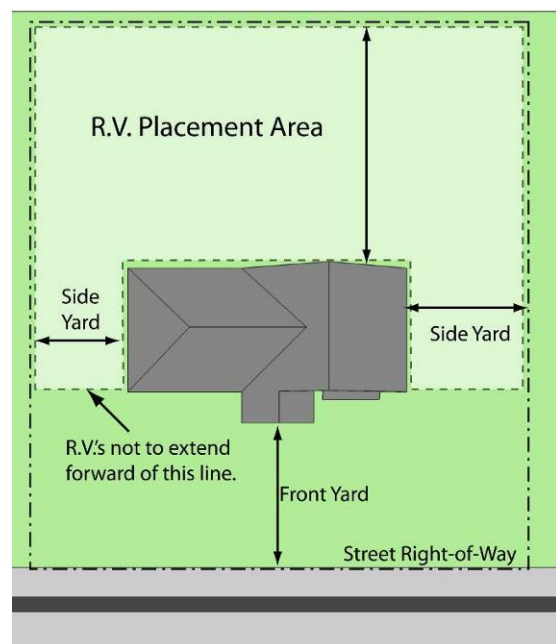 R.V. Placement Area
Side
Yard
Side Yard
R.V.'s not to extend
forward of this line.
Front Yard
Street Right-of-Way